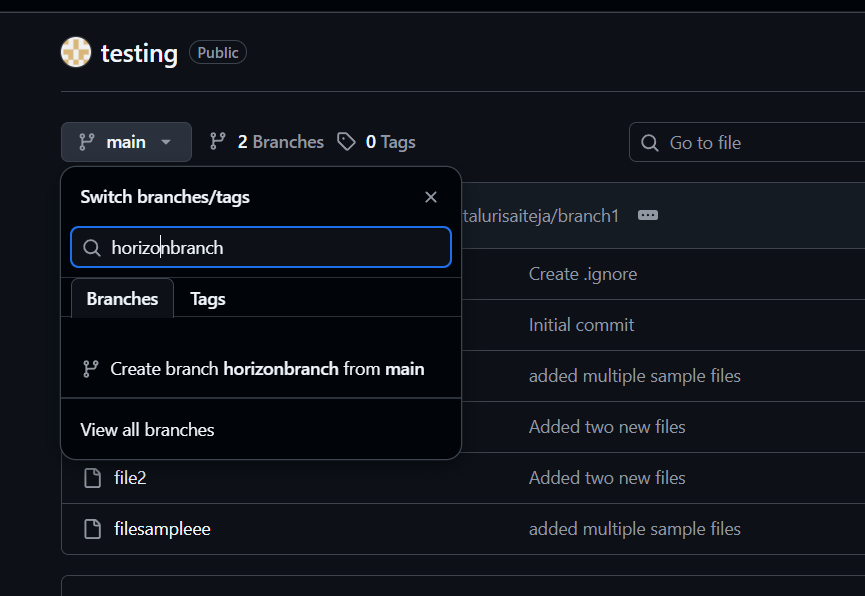 testing Public
main 2 Branches 0 Tags Go to file
Switch branches/tags
talurisaiteja/branch1
horizonbranch
Branches Tags
Create .ignore
Initial commit
Create branch horizonbranch from main
added multiple sample files
View all branches
Added two new files
file2 Added two new files
filesampleee added multiple sample files